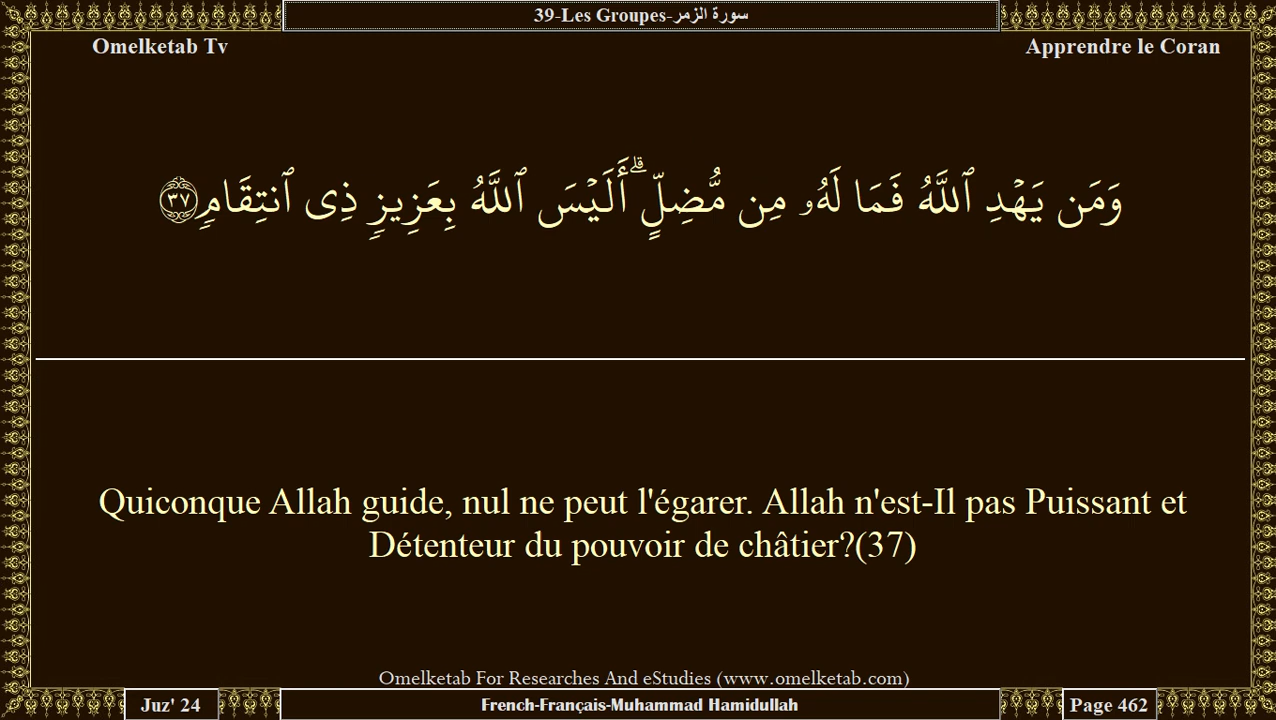 39-Les Groupes-سورة الزمر
Omelketab Tv
Apprendre le Coran
وَمَن يَهْدِ ٱللَّهُ فَمَا لَهُۥ مِن مُّضِلٍّ ۗ أَلَيْسَ ٱللَّهُ بِعَزِيزٍ ذِى ٱنتِقَامٍ ٣٧
Quiconque Allah guide, nul ne peut l'égarer. Allah n'est-Il pas Puissant et
Détenteur du pouvoir de châtier?(37)
Omelketab For Researches And eStudies (www.omelketab.com)
Juz' 24
French-Français-Muhammad Hamidullah
Page 462